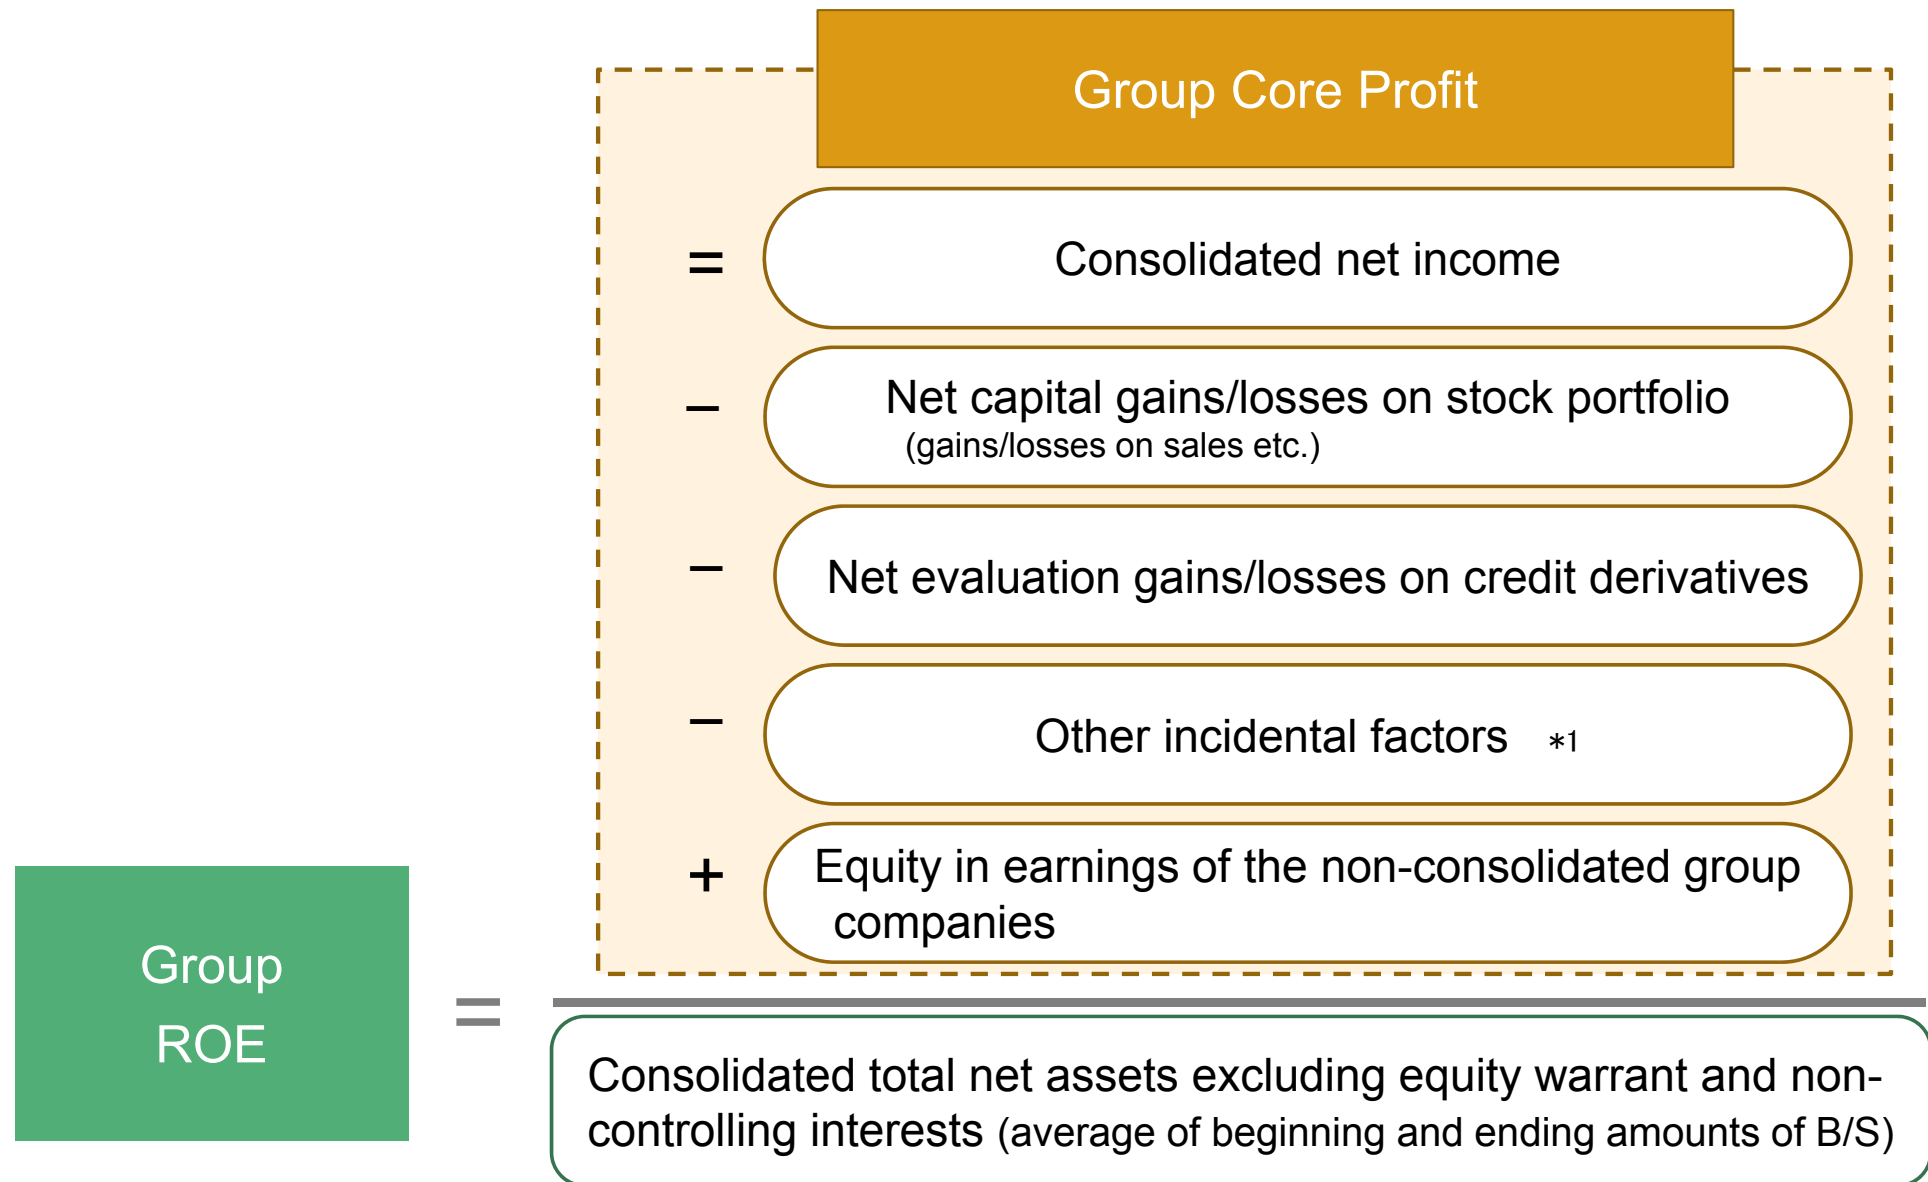 Group Core Profit
= Consolidated net income
− Net capital gains/losses on stock portfolio
(gains/losses on sales etc.)
− Net evaluation gains/losses on credit derivatives
− Other incidental factors *1
+ Equity in earnings of the non-consolidated group
companies
Group
ROE
=
Consolidated total net assets excluding equity warrant and non-
controlling interests (average of beginning and ending amounts of B/S)